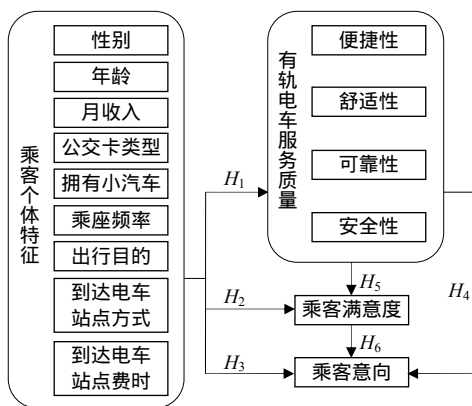 乘客个体特征
性别
年龄
月收入
公交卡类型
拥有小汽车
乘座频率
出行目的
到达电车
站点方式
到达电车
站点费时
有轨电车服务质量
便捷性
舒适性
可靠性
安全性
H1
H2
H3
H4
H5
H6
乘客满意度
乘客意向